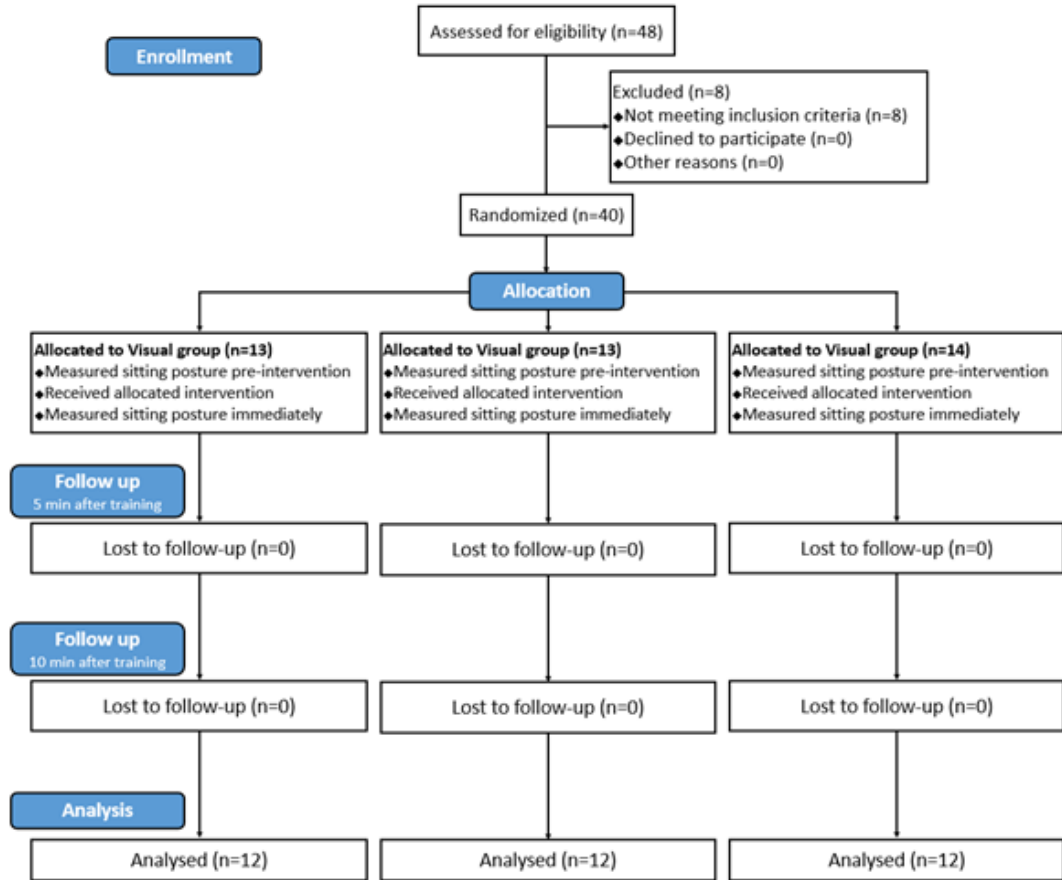 Assessed for eligibility (n=48)
Enrollment
Excluded (n=8)
◆Not meeting inclusion criteria (n=8)
◆Declined to participate (n=0)
◆Other reasons (n=0)
Randomized (n=40)
Allocation
Allocated to Visual group (n=13)
◆Measured sitting posture pre-intervention
◆Received allocated intervention
◆Measured sitting posture immediately
Allocated to Visual group (n=13)
◆Measured sitting posture pre-intervention
◆Received allocated intervention
◆Measured sitting posture immediately
Allocated to Visual group (n=14)
◆Measured sitting posture pre-intervention
◆Received allocated intervention
◆Measured sitting posture immediately
Follow up
5 min after training
Lost to follow-up (n=0)
Lost to follow-up (n=0)
Lost to follow-up (n=0)
Follow up
10 min after training
Lost to follow-up (n=0)
Lost to follow-up (n=0)
Lost to follow-up (n=0)
Analysis
Analysed (n=12)
Analysed (n=12)
Analysed (n=12)